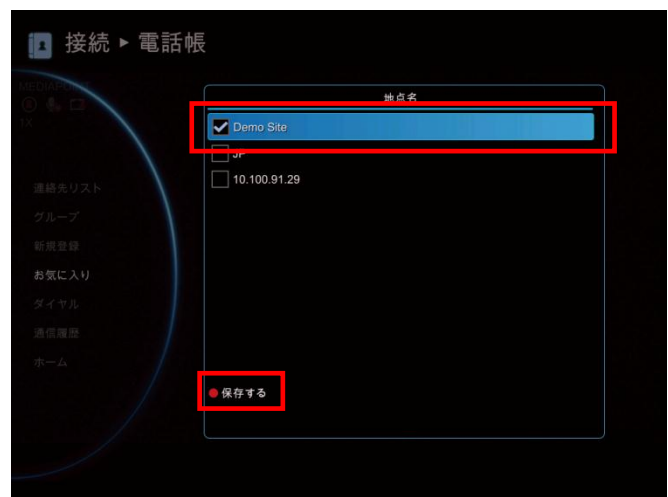 接続 ▸ 電話帳
MEDIAPOINT
TX
地点名
Demo Site
JP
10.100.91.29
連絡先リスト
グループ
新規登録
お気に入り
ダイヤル
通信履歴
ホーム
保存する